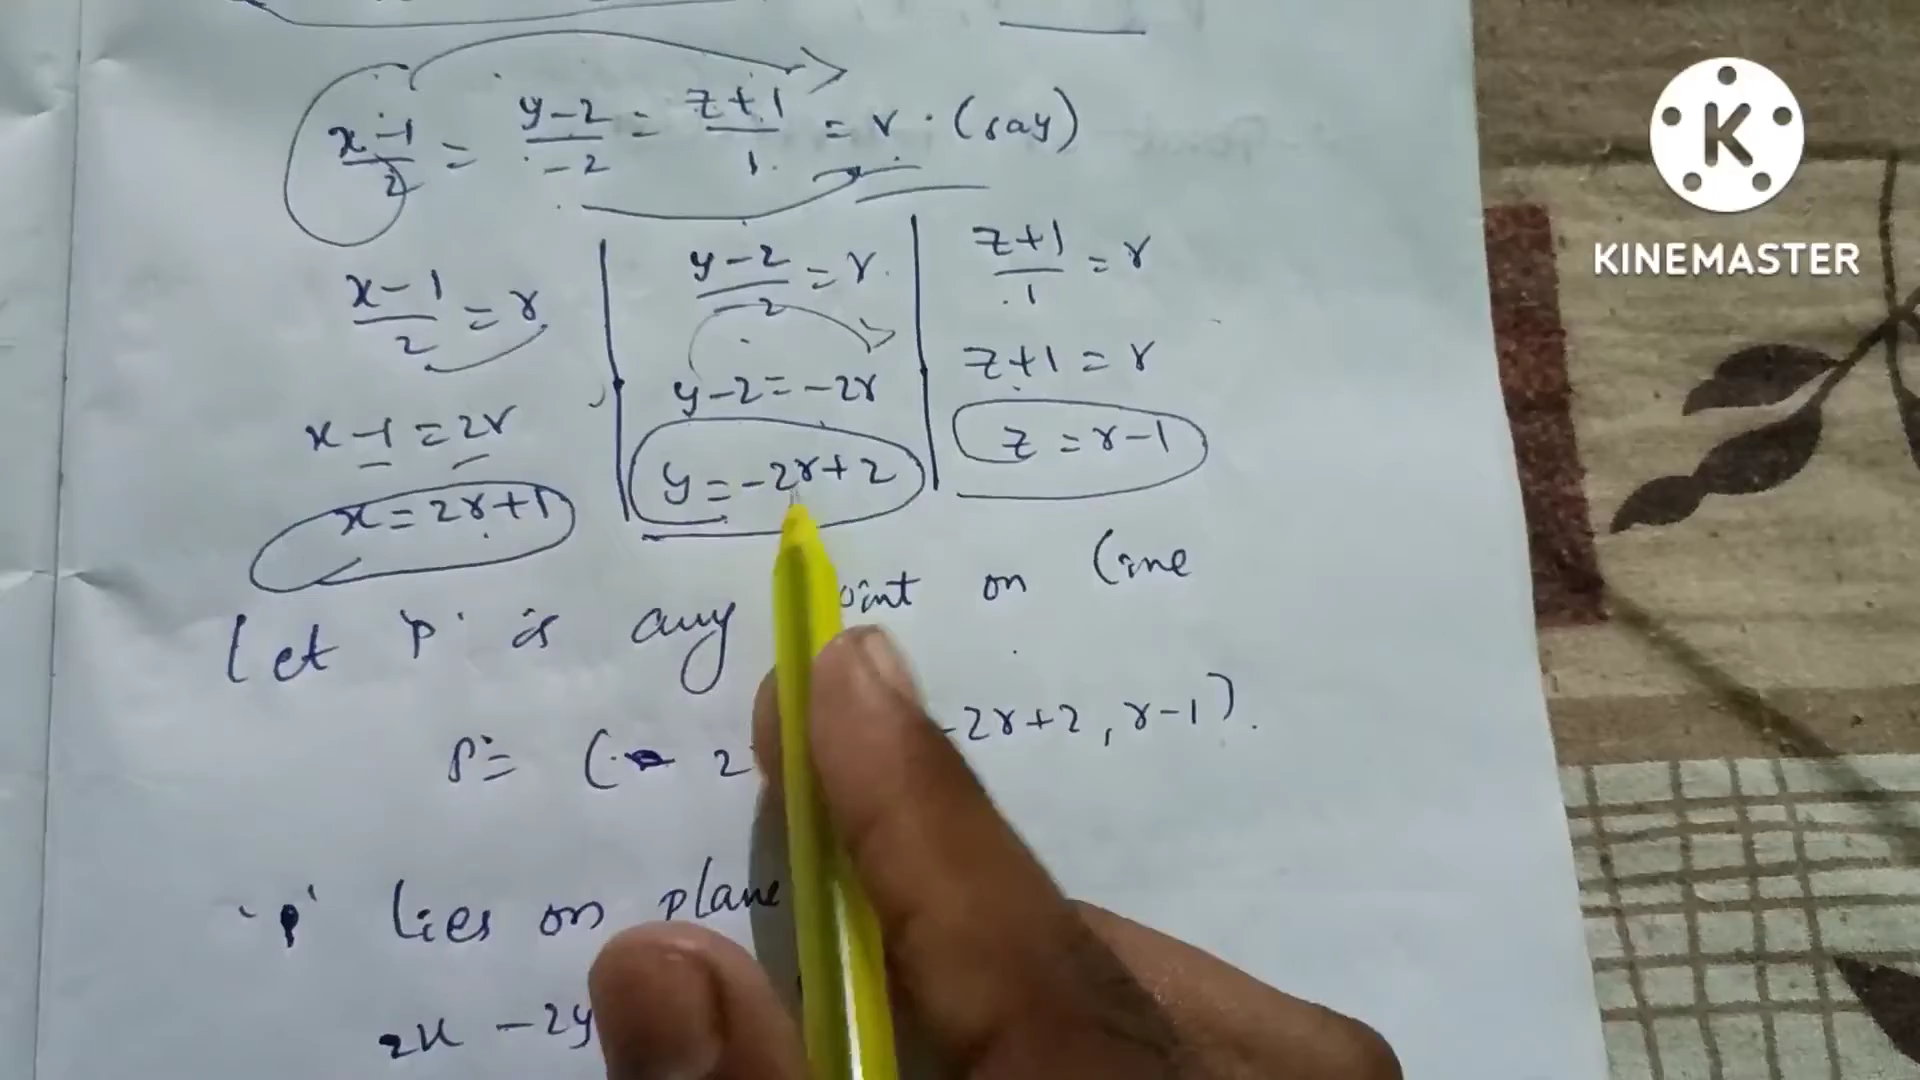 x-1/2 = y-2/-2 = z+1/1 = r. (say)
x-1/2 = r
x-1 = 2r
x = 2r+1
y-2/-2 = r
y-2 = -2r
y = -2r+2
z+1/1 = r
z+1 = r
z = r-1
Let 'P' is any on line
P = ( 2 -2r+2, r-1).
'P' lies on plane
2x -2y
K
KINEMASTER